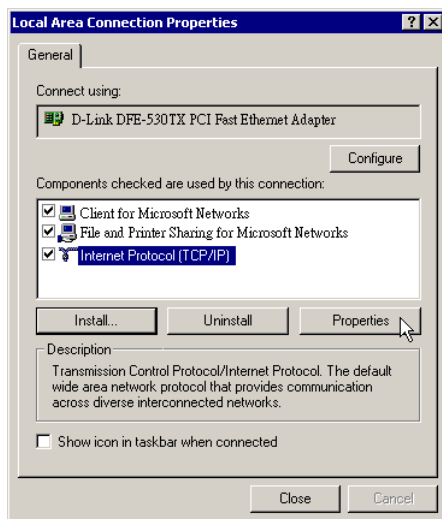 Local Area Connection Properties
General
Connect using:
D-Link DFE-530TX PCI Fast Ethernet Adapter
Configure
Components checked are used by this connection:
Client for Microsoft Networks
File and Printer Sharing for Microsoft Networks
Internet Protocol (TCP/IP)
Install... Uninstall Properties
Description
Transmission Control Protocol/Internet Protocol. The default
wide area network protocol that provides communication
across diverse interconnected networks.
Show icon in taskbar when connected
Close Cancel